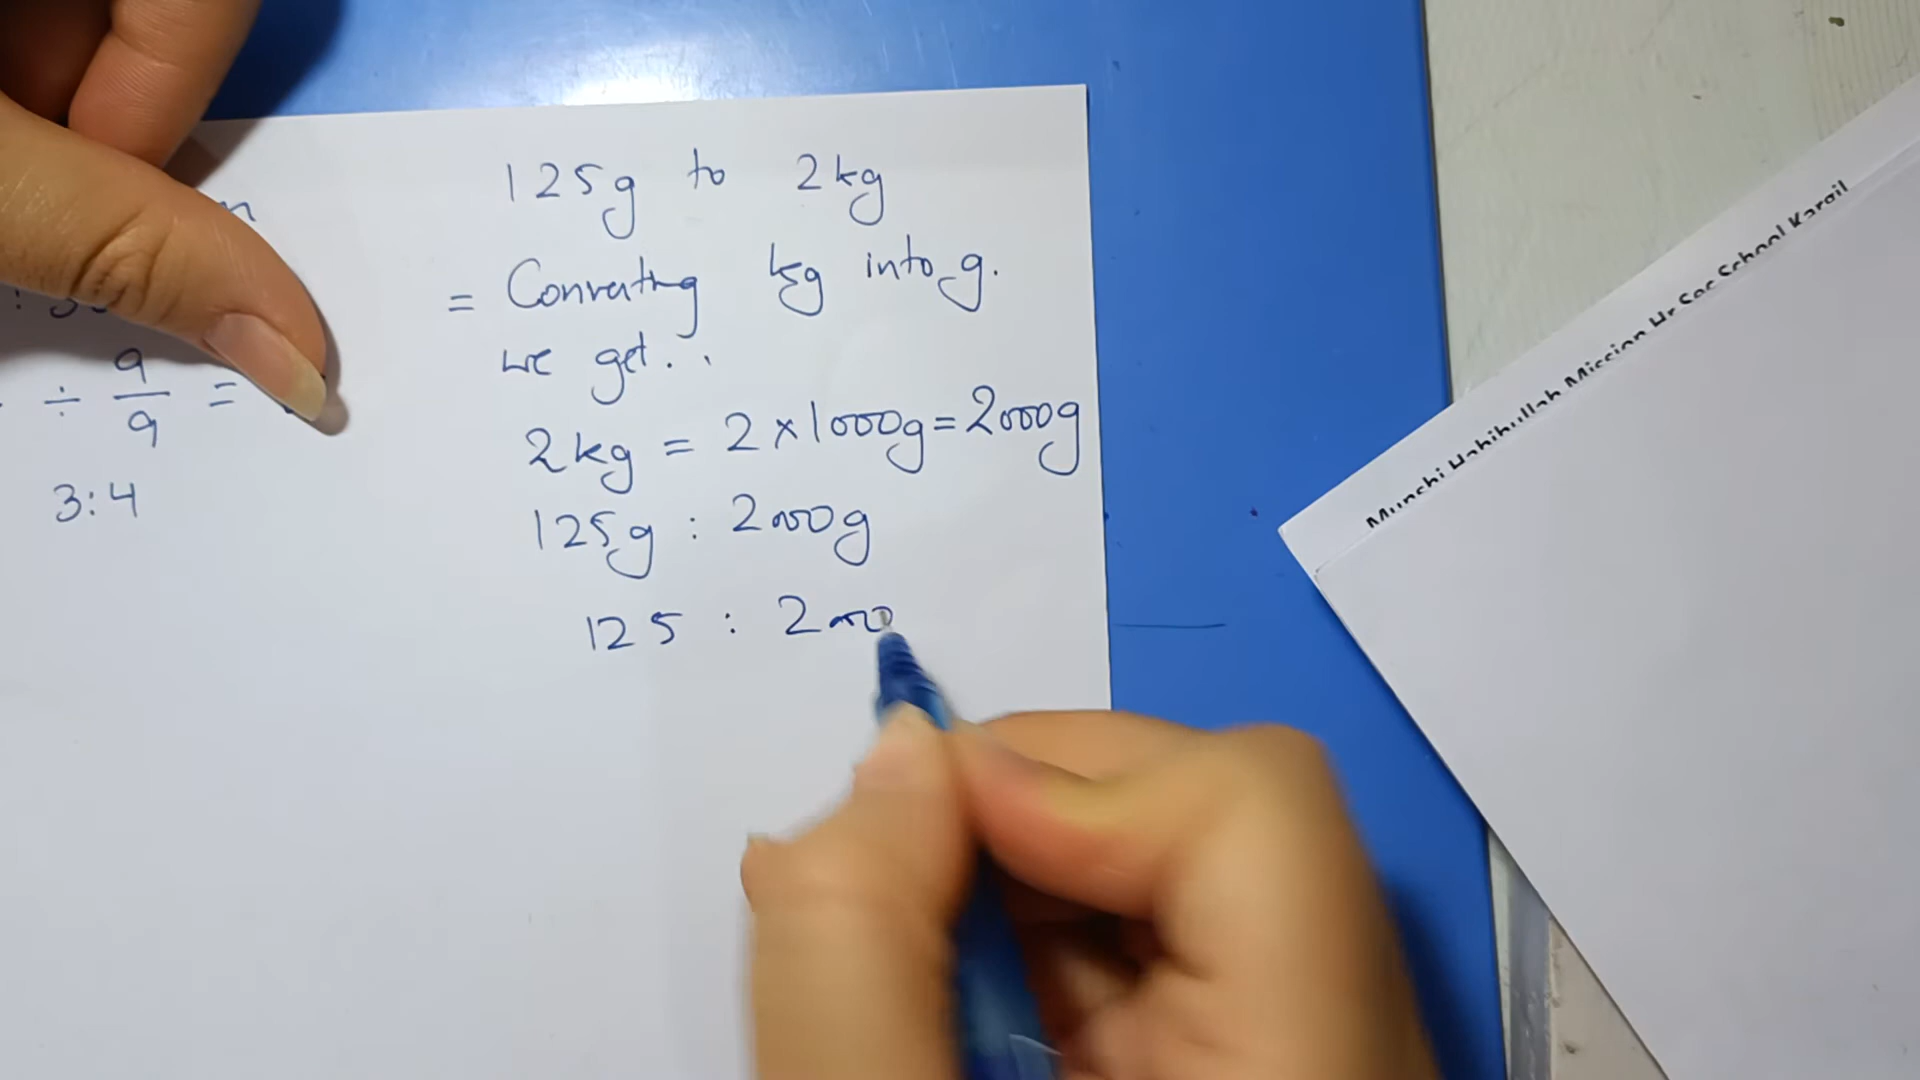 125g to 2kg
= Converting kg into g.
we get..
2kg = 2×1000g=2000g
125g : 2000g
125 : 2000
÷ 9/9 =
3:4
Munshi Habibullah Mission Hr Sec School Karail